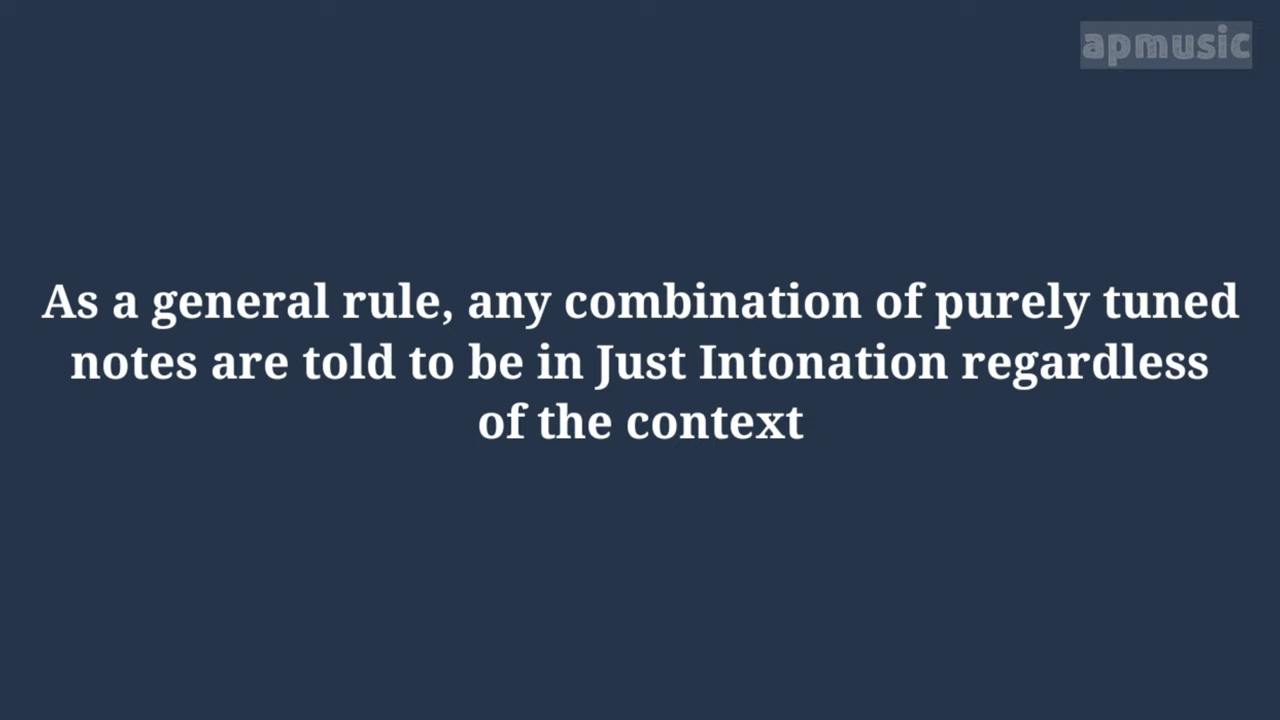 apmusic
As a general rule, any combination of purely tuned
notes are told to be in Just Intonation regardless
of the context